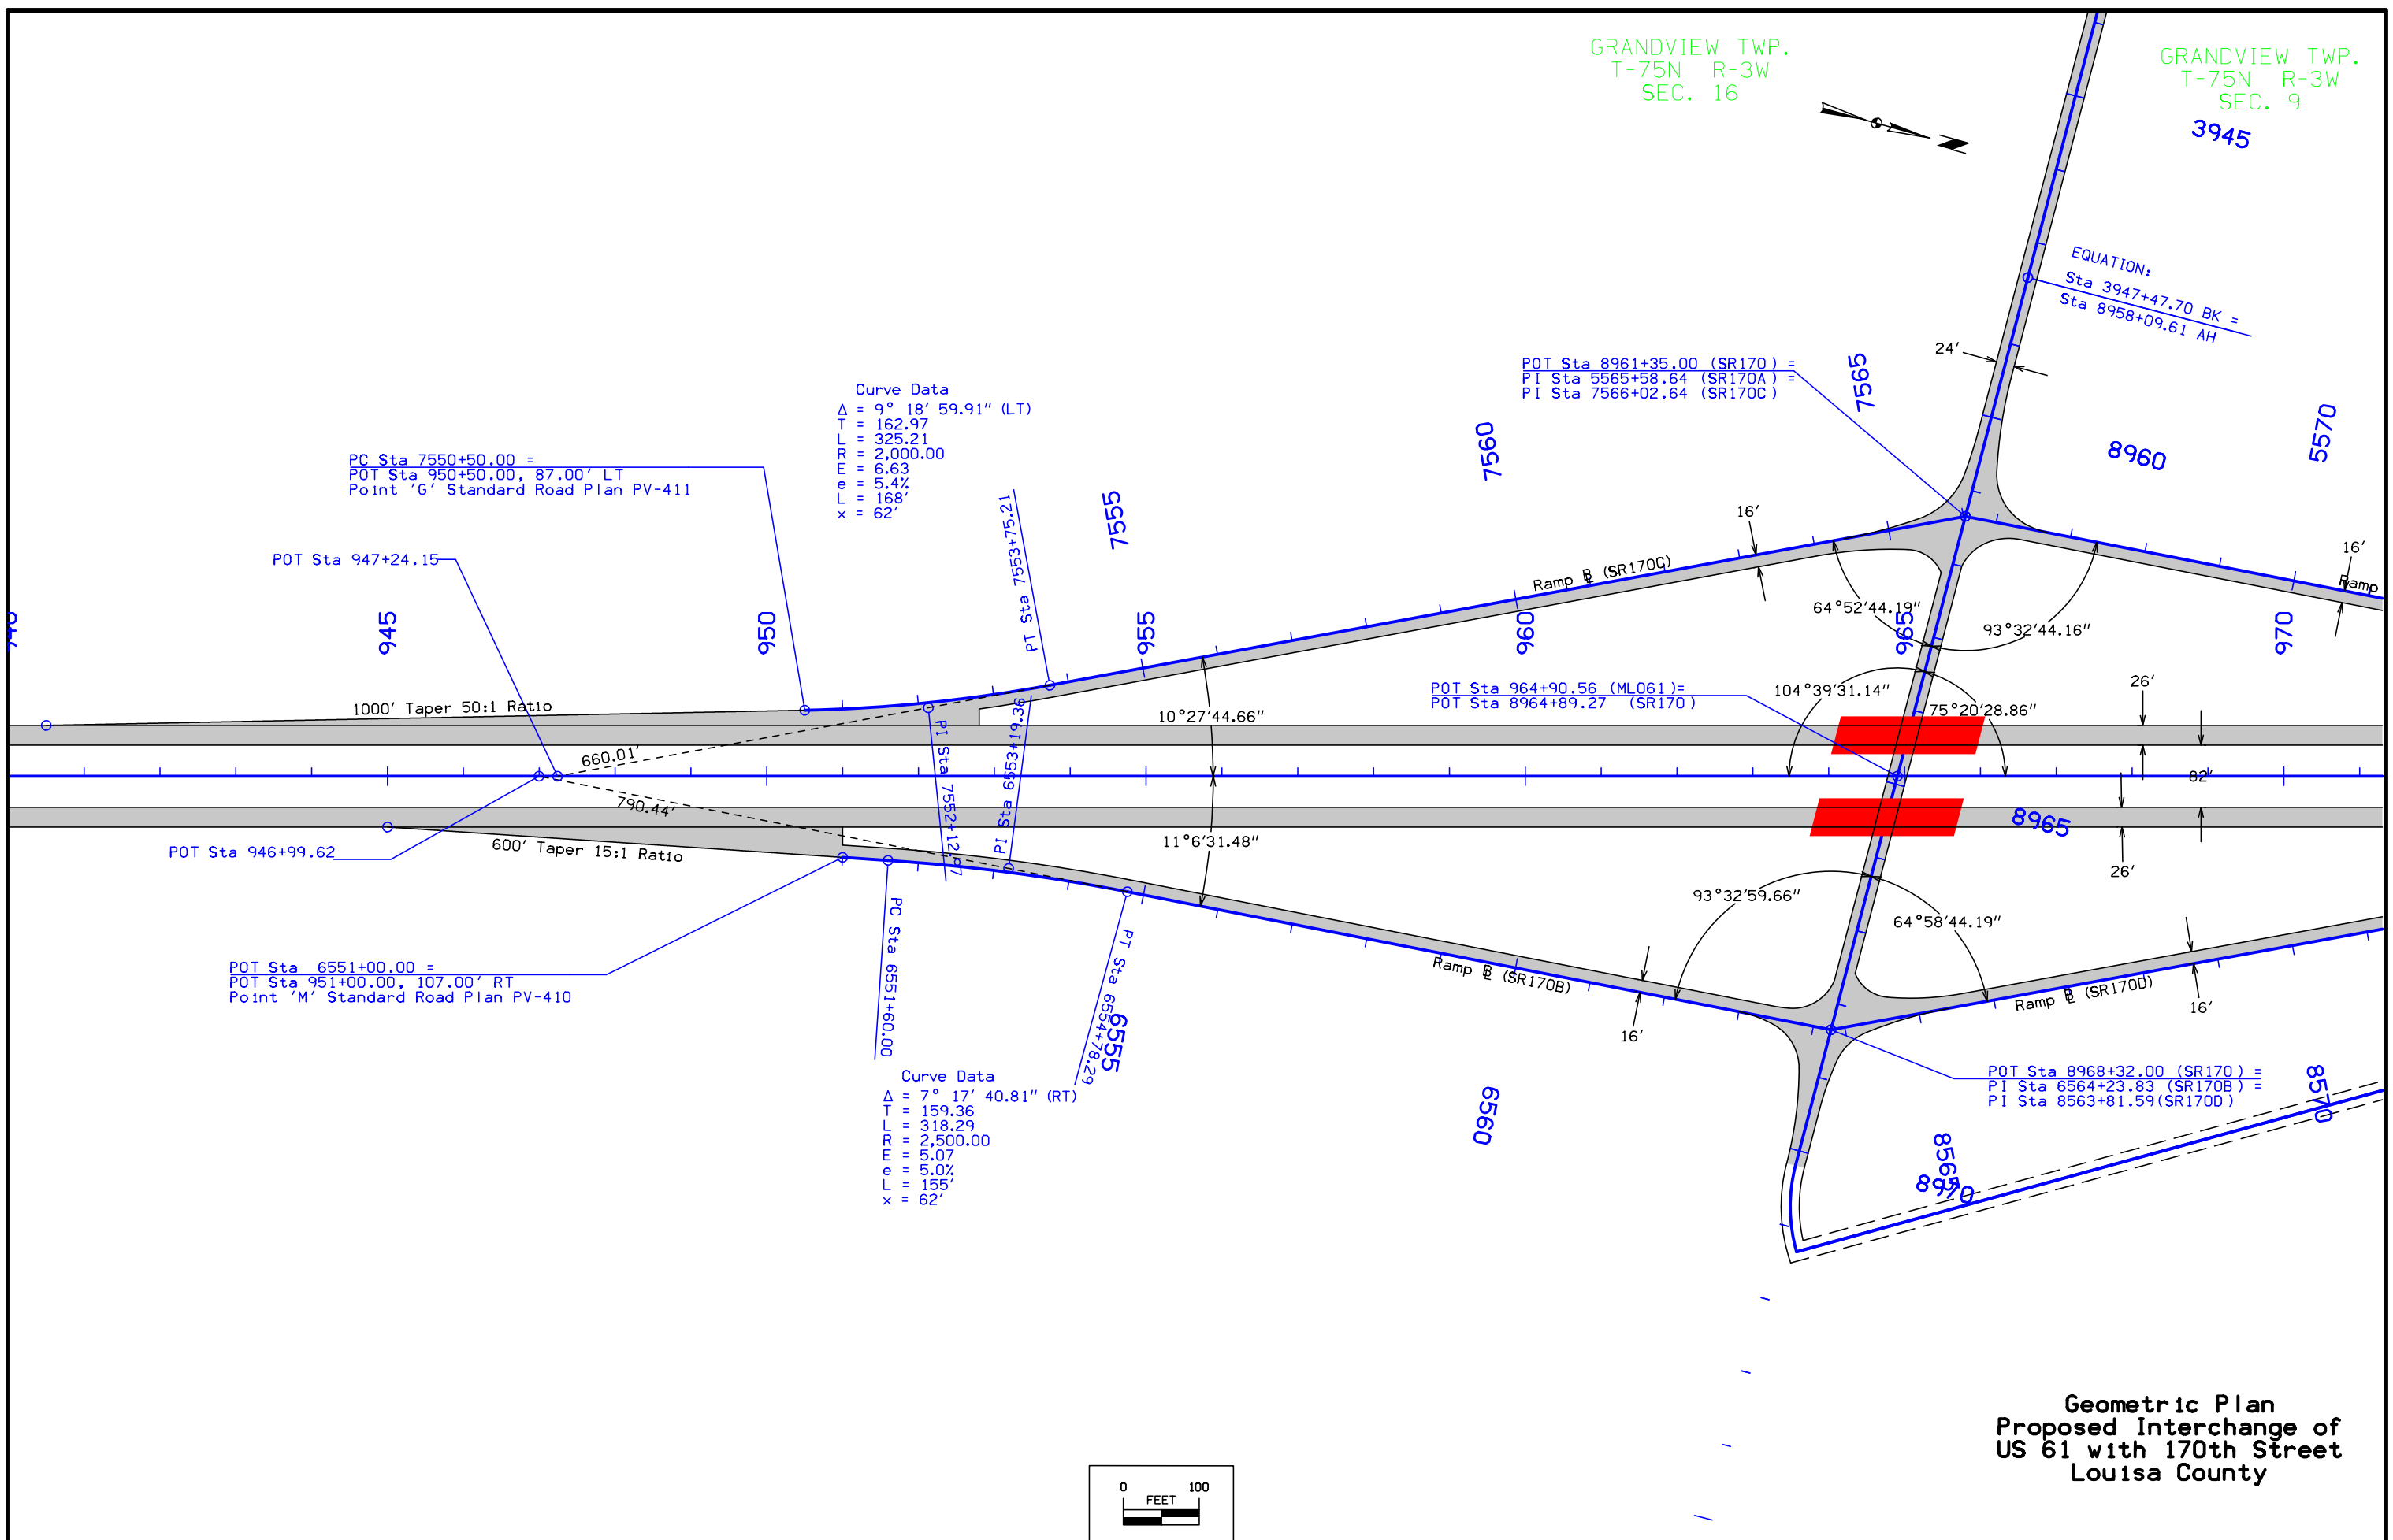 GRANDVIEW TWP.
T-75N R-3W
SEC. 16
GRANDVIEW TWP.
T-75N R-3W
SEC. 9
N
3945
EQUATION:
Sta 3947+47.70 BK =
Sta 8958+09.61 AH
24'
POT Sta 8961+35.00 (SR170) =
PI Sta 5565+58.64 (SR170A) =
PI Sta 7566+02.64 (SR170C)
7565
5570
8960
7560
7555
Curve Data
Δ = 9° 18' 59.91" (LT)
T = 162.97
L = 325.21
R = 2,000.00
E = 6.63
e = 5.4%
L = 168'
x = 62'
PC Sta 7550+50.00 =
POT Sta 950+50.00, 87.00' LT
Point 'G' Standard Road Plan PV-411
PT Sta 7553+75.21
POT Sta 947+24.15
16'
16'
Ramp ℄ (SR170C)
Ramp
64°52'44.19"
93°32'44.16"
940
945
950
955
960
965
970
POT Sta 964+90.56 (ML061)=
POT Sta 8964+89.27 (SR170)
104°39'31.14"
75°20'28.86"
26'
1000' Taper 50:1 Ratio
10°27'44.66"
660.01'
PI Sta 7552+12.97
PI Sta 6553+19.36
82'
790.44'
8965
POT Sta 946+99.62
600' Taper 15:1 Ratio
11°6'31.48"
26'
93°32'59.66"
64°58'44.19"
PC Sta 6551+60.00
PT Sta 6554+78.29
POT Sta 6551+00.00 =
POT Sta 951+00.00, 107.00' RT
Point 'M' Standard Road Plan PV-410
Ramp ℄ (SR170B)
Ramp ℄ (SR170D)
16'
16'
6555
6560
Curve Data
Δ = 7° 17' 40.81" (RT)
T = 159.36
L = 318.29
R = 2,500.00
E = 5.07
e = 5.0%
L = 155'
x = 62'
POT Sta 8968+32.00 (SR170) =
PI Sta 6564+23.83 (SR170B) =
PI Sta 8563+81.59(SR170D)
8570
8565
8970
Geometric Plan
Proposed Interchange of
US 61 with 170th Street
Louisa County
0 100
FEET